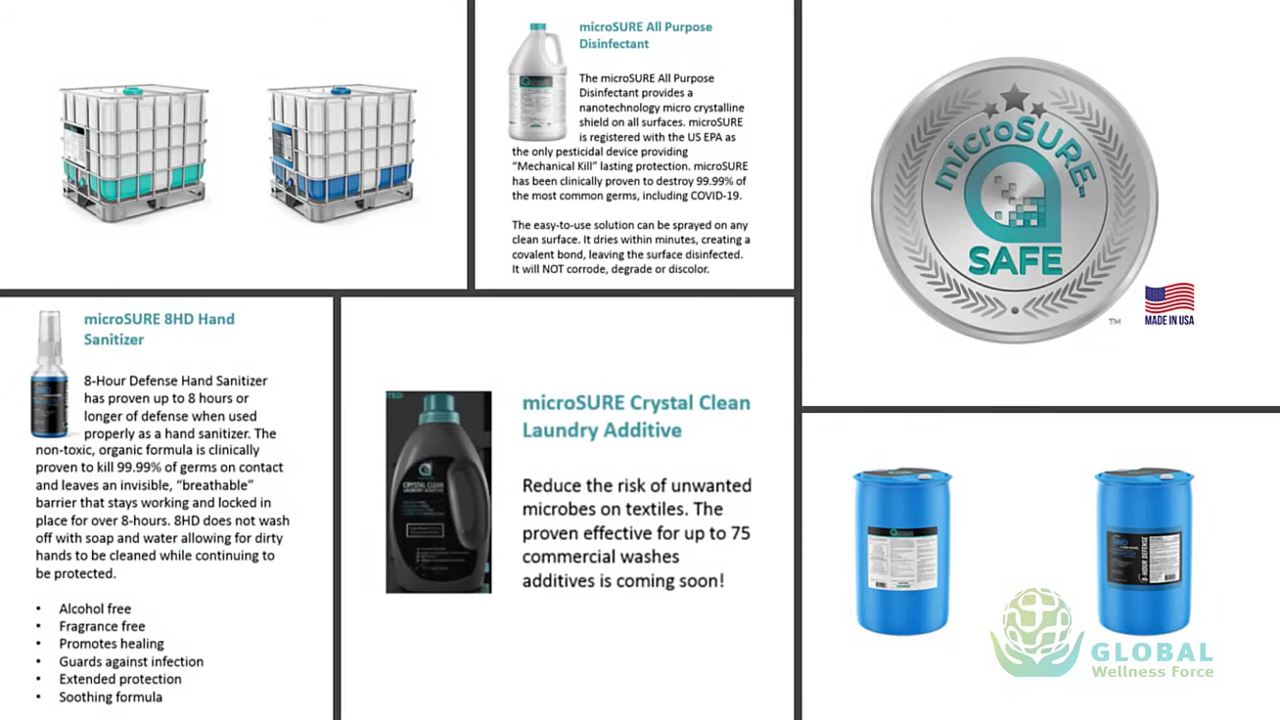 microSURE All Purpose
Disinfectant
The microSURE All Purpose
Disinfectant provides a
nanotechnology micro crystalline
shield on all surfaces. microSURE
is registered with the US EPA as
the only pesticidal device providing
“Mechanical Kill” lasting protection. microSURE
has been clinically proven to destroy 99.99% of
the most common germs, including COVID-19.
The easy-to-use solution can be sprayed on any
clean surface. It dries within minutes, creating a
covalent bond, leaving the surface disinfected.
It will NOT corrode, degrade or discolor.
microSURE™
SAFE
TM
MADE IN USA
microSURE 8HD Hand
Sanitizer
8-Hour Defense Hand Sanitizer
has proven up to 8 hours or
longer of defense when used
properly as a hand sanitizer. The
non-toxic, organic formula is clinically
proven to kill 99.99% of germs on contact
and leaves an invisible, “breathable”
barrier that stays working and locked in
place for over 8-hours. 8HD does not wash
off with soap and water allowing for dirty
hands to be cleaned while continuing to
be protected.
• Alcohol free
• Fragrance free
• Promotes healing
• Guards against infection
• Extended protection
• Soothing formula
CRYSTAL CLEAN
LAUNDRY ADDITIVE
microSURE Crystal Clean
Laundry Additive
Reduce the risk of unwanted
microbes on textiles. The
proven effective for up to 75
commercial washes
additives is coming soon!
8HD
8-HOUR DEFENSE
GLOBAL
Wellness Force